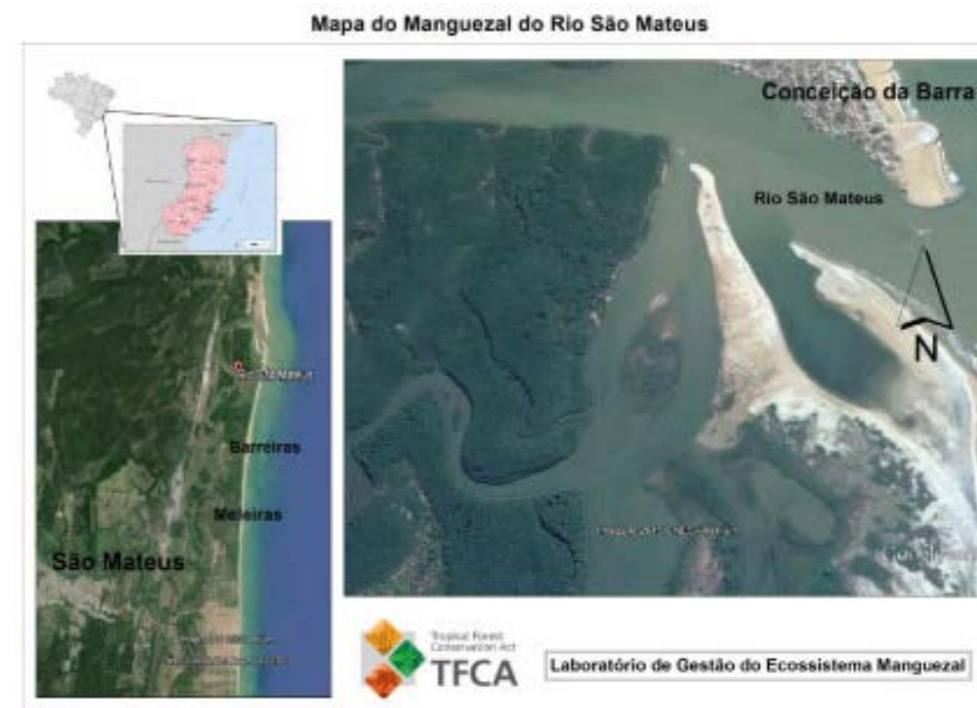 Mapa do Manguezal do Rio São Mateus
Conceição da Barra
Rio São Mateus
N
Barreiras
Meleiras
São Mateus
Tropical Forest
Conservation Act
TFCA
Laboratório de Gestão do Ecossistema Manguezal